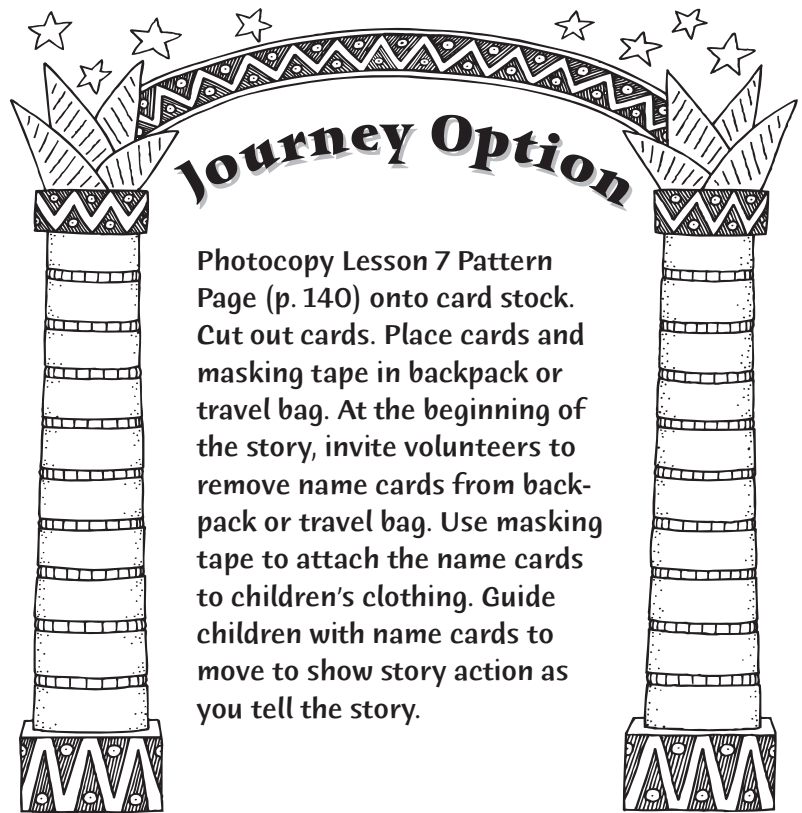 Journey Option
Photocopy Lesson 7 Pattern
Page (p. 140) onto card stock.
Cut out cards. Place cards and
masking tape in backpack or
travel bag. At the beginning of
the story, invite volunteers to
remove name cards from back-
pack or travel bag. Use masking
tape to attach the name cards
to children's clothing. Guide
children with name cards to
move to show story action as
you tell the story.